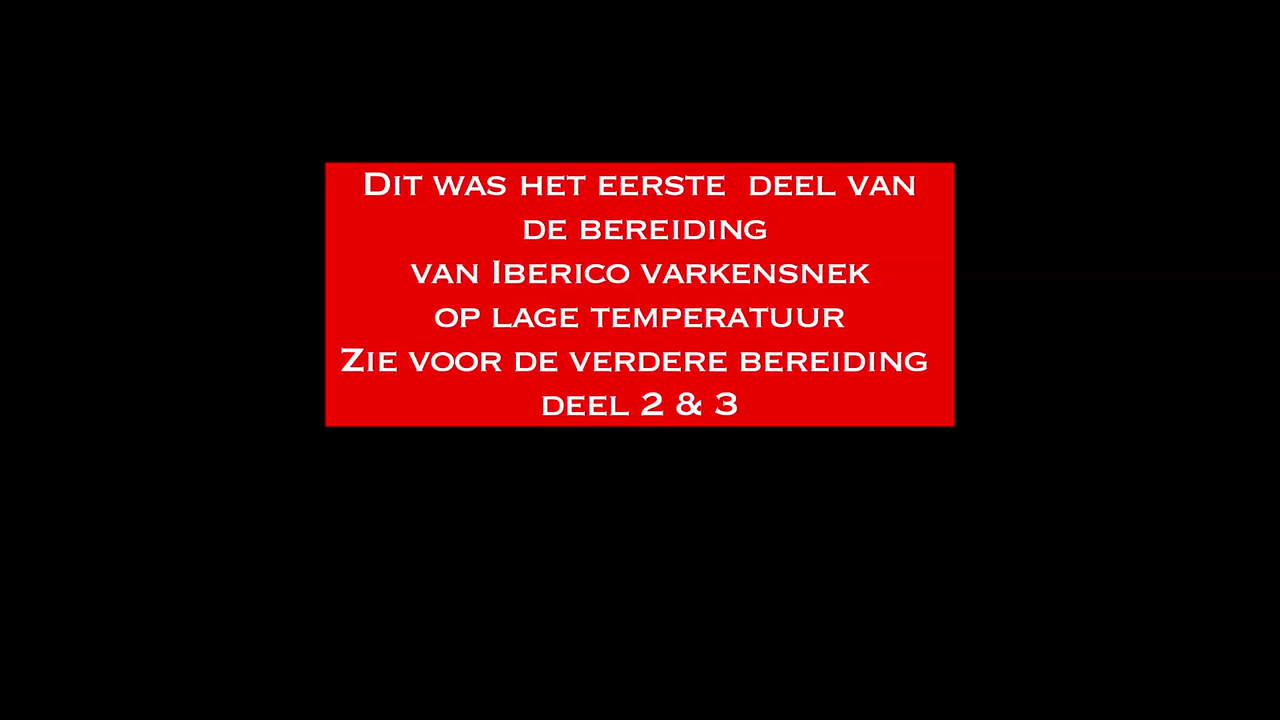 Dit was het eerste  deel van
de bereiding
van Iberico varkensnek
op lage temperatuur
Zie voor de verdere bereiding
deel 2 & 3